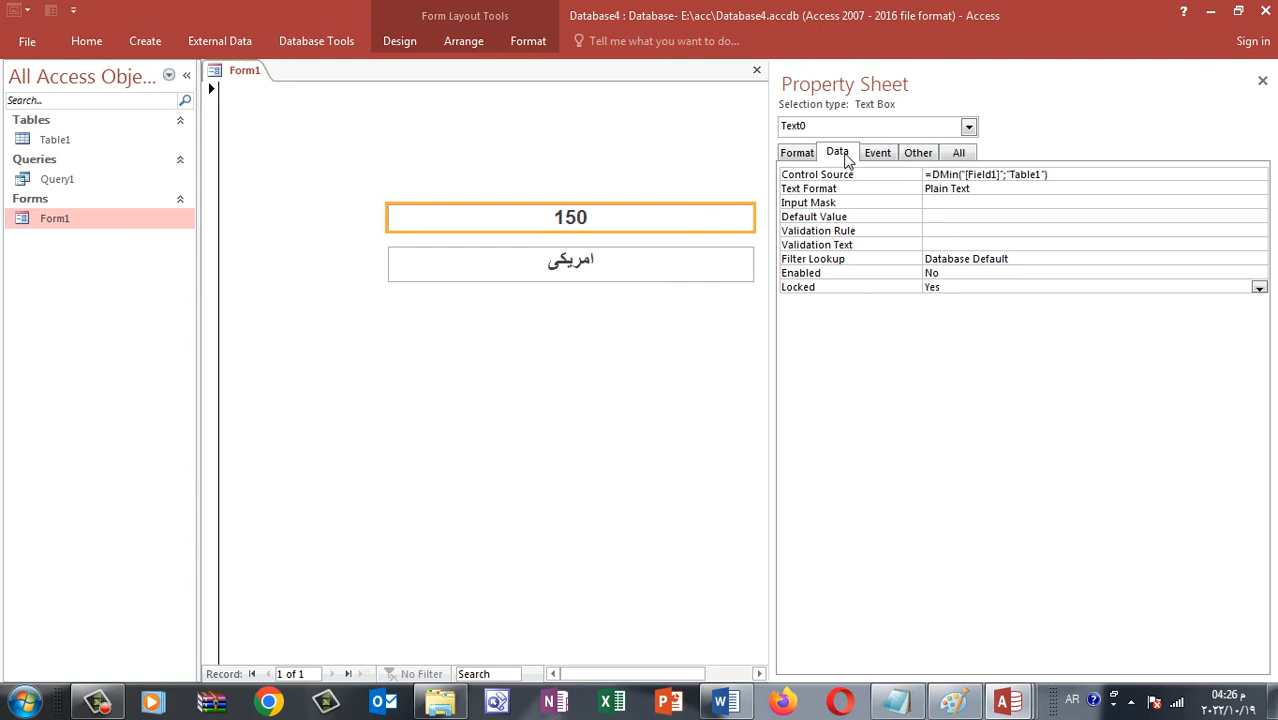 Form Layout Tools
Database4 : Database- E:\acc\Database4.accdb (Access 2007 - 2016 file format) - Access
?
File Home Create External Data Database Tools Design Arrange Format Tell me what you want to do... Sign in
All Access Obje...
Search...
Tables
Table1
Queries
Query1
Forms
Form1
Form1
150
امريكى
Record: 1 of 1 No Filter Search
Property Sheet
Selection type: Text Box
Text0
Format Data Event Other All
Control Source =DMin("[Field1]";"Table1")
Text Format Plain Text
Input Mask
Default Value
Validation Rule
Validation Text
Filter Lookup Database Default
Enabled No
Locked Yes
AR
04:26 م
٢٠٢٢/١٠/١٩